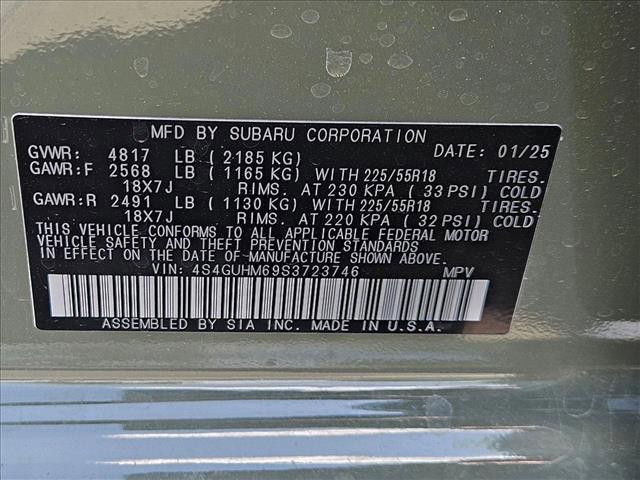 MFD BY SUBARU CORPORATION
GVWR: 4817 LB ( 2185 KG) DATE: 01/25
GAWR:F 2568 LB ( 1165 KG) WITH 225/55R18 TIRES.
18X7J RIMS. AT 230 KPA ( 33 PSI) COLD
GAWR:R 2491 LB ( 1130 KG) WITH 225/55R18 TIRES.
18X7J RIMS. AT 220 KPA ( 32 PSI) COLD
THIS VEHICLE CONFORMS TO ALL APPLICABLE FEDERAL MOTOR
VEHICLE SAFETY AND THEFT PREVENTION STANDARDS
IN EFFECT ON THE DATE OF MANUFACTURE SHOWN ABOVE.
VIN: 4S4GUHM69S3723746 MPV
ASSEMBLED BY SIA INC. MADE IN U.S.A.